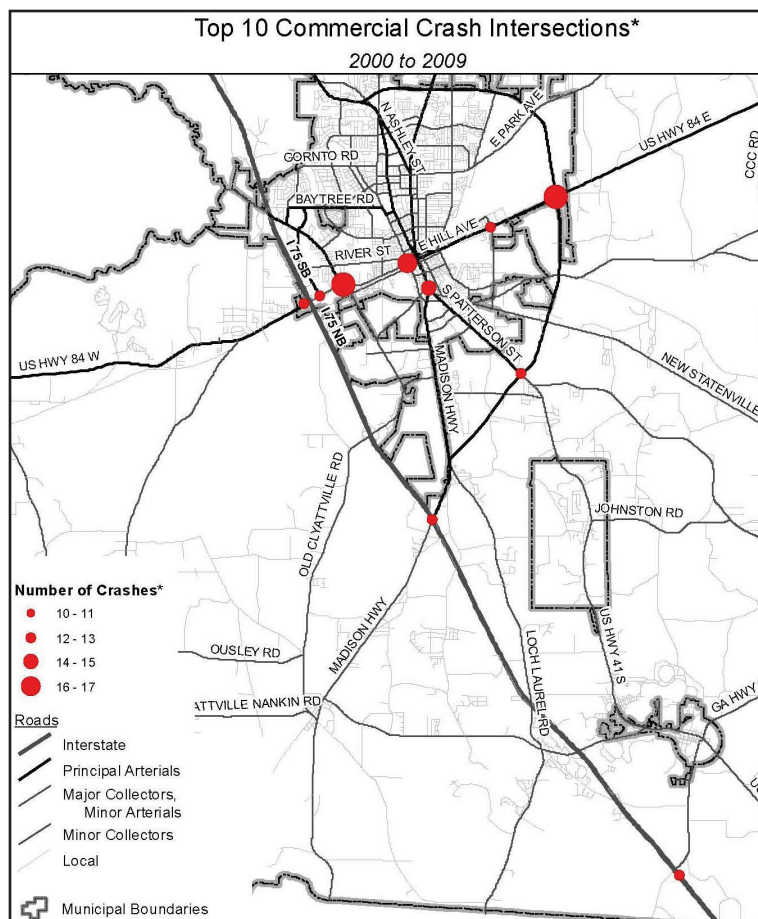 Top 10 Commercial Crash Intersections*
2000 to 2009
N ASHLEY ST
E PARK AVE
US HWY 84 E
CCC RD
GORNTO RD
BAYTREE RD
E HILL AVE
RIVER ST
I 75 SB
I 75 NB
S PATTERSON ST
US HWY 84 W
MADISON HWY
NEW STATENVILLE
OLD CLYATTVILLE RD
JOHNSTON RD
Number of Crashes*
10 - 11
12 - 13
14 - 15
16 - 17
OUSLEY RD
MADISON HWY
LOCH LAUREL RD
US HWY 41 S
ATTVILLE NANKIN RD
GA HWY
US
Roads
Interstate
Principal Arterials
Major Collectors,
Minor Arterials
Minor Collectors
Local
Municipal Boundaries